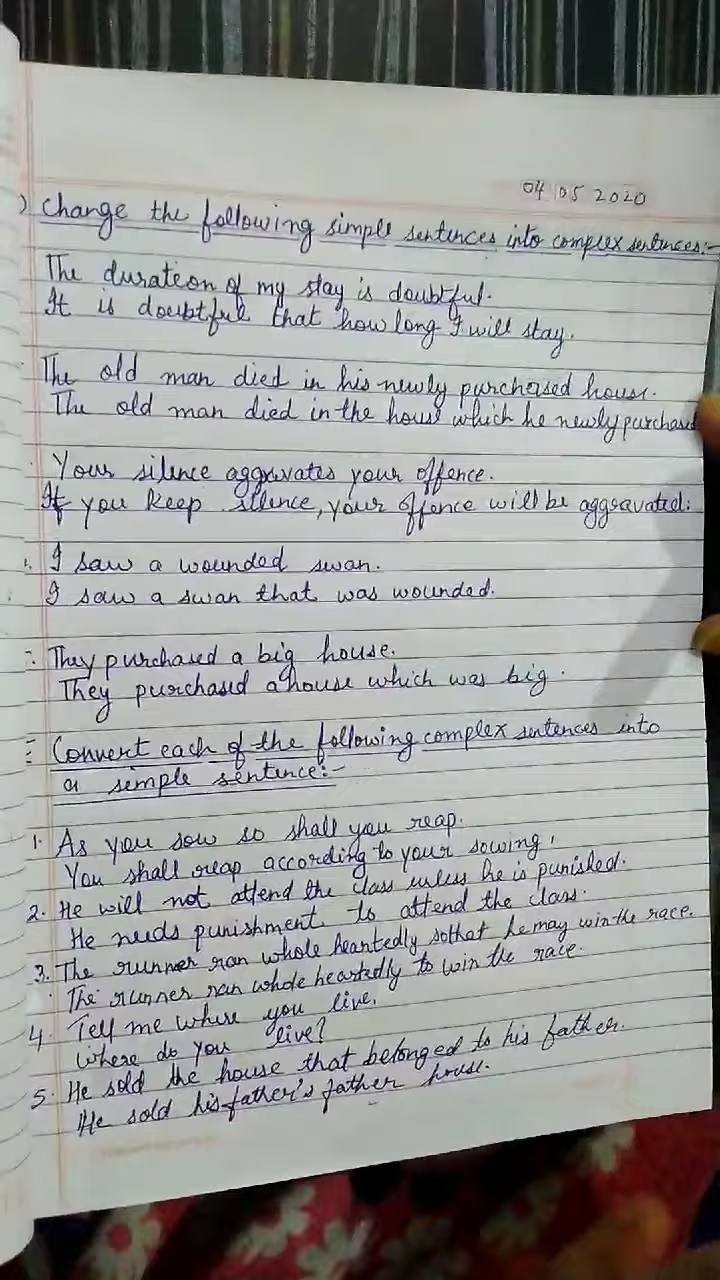 04 05 2020
) Change the following simple sentences into complex sentences:-
The duration of my stay is doubtful.
It is doubtful that how long I will stay.
The old man died in his newly purchased house.
The old man died in the house which he newly purchased
Your silence aggravates your offence.
If you keep silence, your offence will be aggravated.
I saw a wounded swan.
I saw a swan that was wounded.
They purchased a big house.
They purchased a house which was big.
Convert each of the following complex sentences into
a simple sentence:-
1. As you sow so shall you reap.
You shall reap according to your sowing.
2. He will not attend the class unless he is punished.
He needs punishment to attend the class.
3. The runner ran whole heartedly sothat he may win the race.
The runner ran whole heartedly to win the race.
4. Tell me where you live.
Where do you live?
5. He sold the house that belonged to his father.
He sold his father's father house.